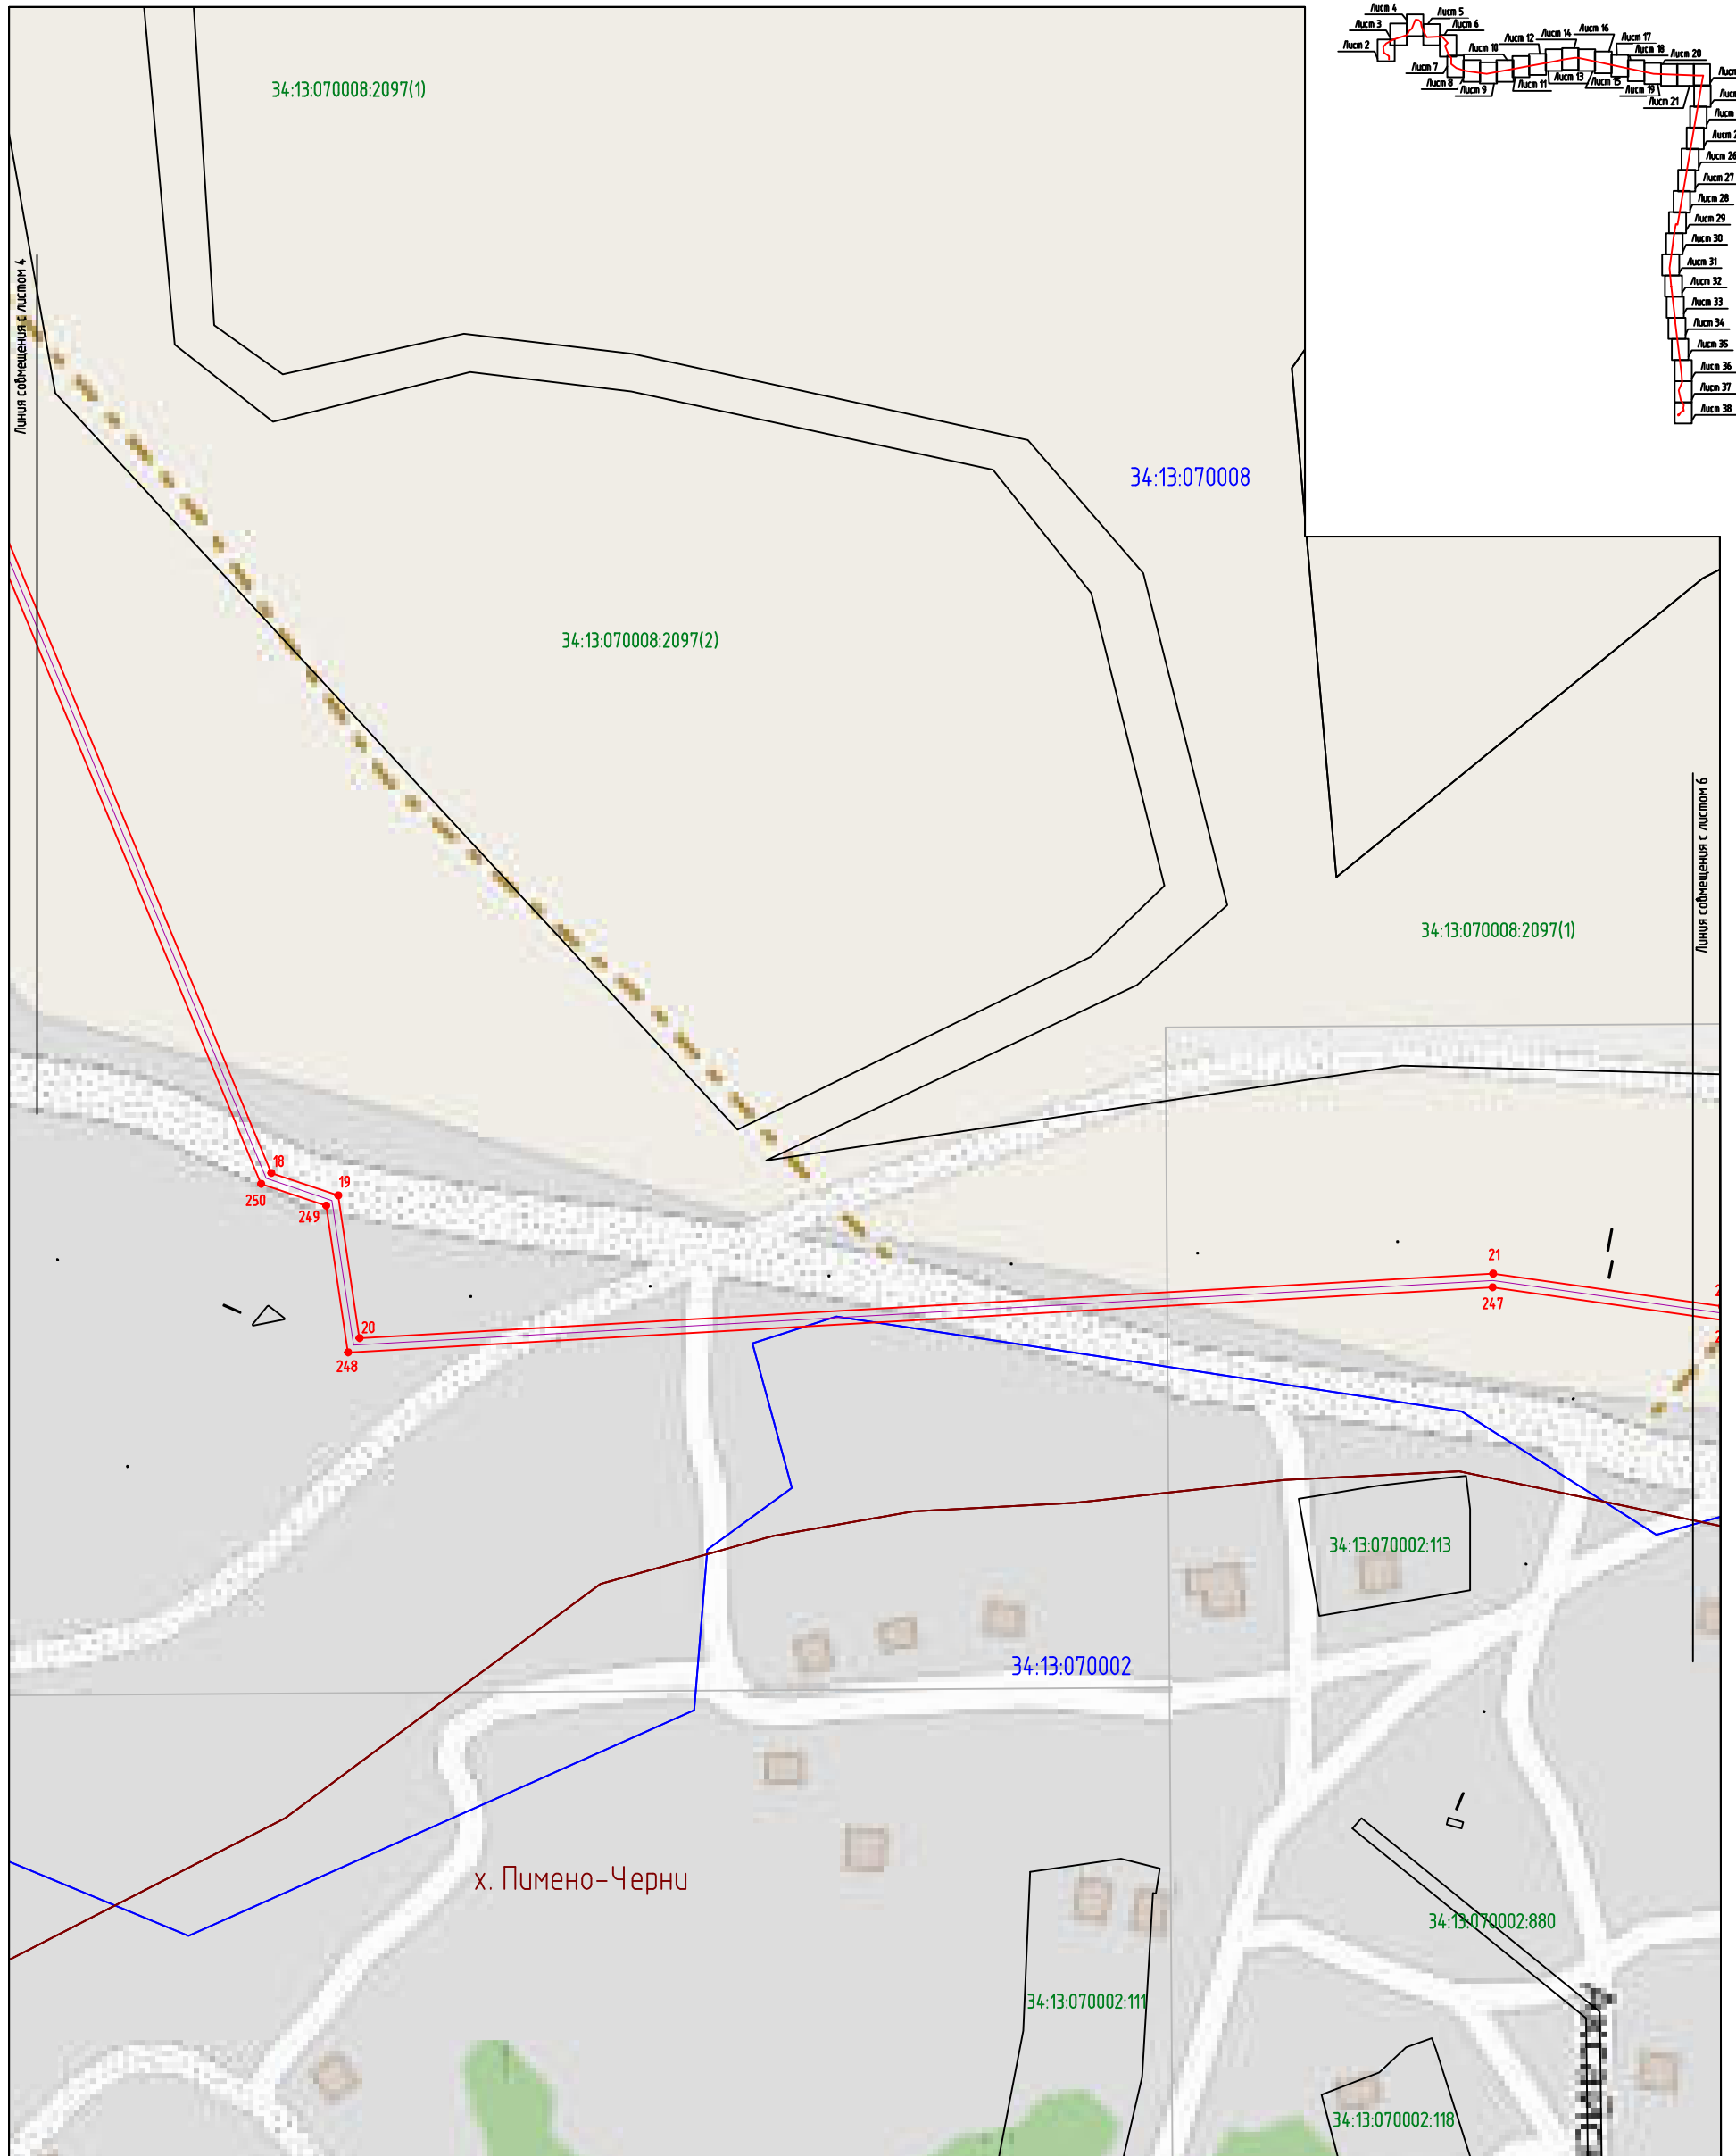 Лист 4
Лист 5
Лист 3
Лист 6
Лист 2
Лист 16
Лист 14
Лист 12
Лист 17
Лист 10
Лист 18
Лист 20
Лист 7
Лист 13
Лист 8
Лист 9
Лист 11
Лист 15
Лист 19
Лист 21
Лист 26
Лист 27
Лист 28
Лист 29
Лист 30
Лист 31
Лист 32
Лист 33
Лист 34
Лист 35
Лист 36
Лист 37
Лист 38
34:13:070008:2097(1)
Линия совмещения с листом 4
34:13:070008
34:13:070008:2097(2)
Линия совмещения с листом 6
34:13:070008:2097(1)
18
19
250
249
21
247
20
248
34:13:070002:113
34:13:070002
х. Пимено-Черни
34:13:070002:880
34:13:070002:111
34:13:070002:118